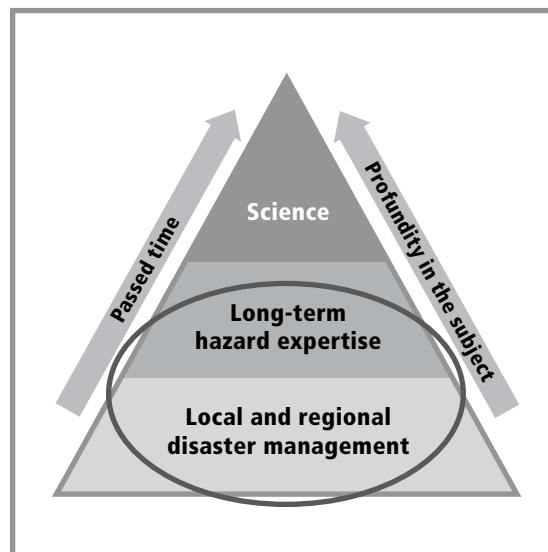 Science
Passed time
Profundity in the subject
Long-term
hazard expertise
Local and regional
disaster management